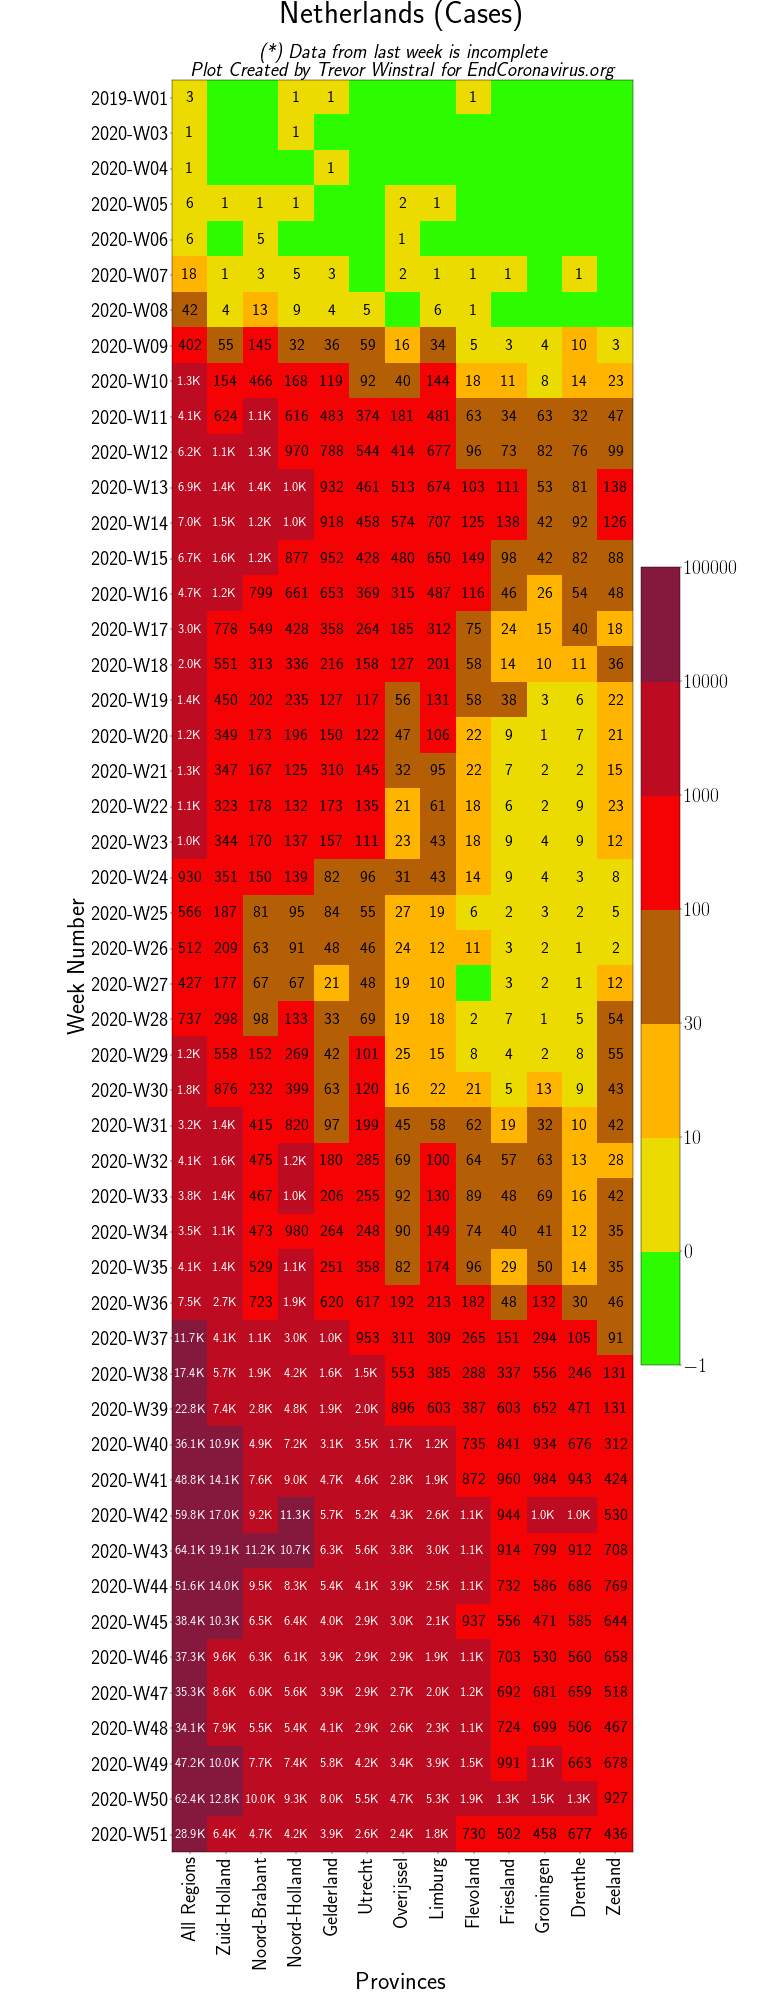 Netherlands (Cases)
(*) Data from last week is incomplete
Plot Created by Trevor Winstral for EndCoronavirus.org
2019-W01 3 1 1 1
2020-W03 1 1
2020-W04 1 1
2020-W05 6 1 1 1 2 1
2020-W06 6 5 1
2020-W07 18 1 3 5 3 2 1 1 1 1
2020-W08 42 4 13 9 4 5 6 1
2020-W09 402 55 145 32 36 59 16 34 5 3 4 10 3
2020-W10 1.3K 154 466 168 119 92 40 144 18 11 8 14 23
2020-W11 4.1K 624 1.1K 616 483 374 181 481 63 34 63 32 47
2020-W12 6.2K 1.1K 1.3K 970 788 544 414 677 96 73 82 76 99
2020-W13 6.9K 1.4K 1.4K 1.0K 932 461 513 674 103 111 53 81 138
2020-W14 7.0K 1.5K 1.2K 1.0K 918 458 574 707 125 138 42 92 126
2020-W15 6.7K 1.6K 1.2K 877 952 428 480 650 149 98 42 82 88
2020-W16 4.7K 1.2K 799 661 653 369 315 487 116 46 26 54 48
2020-W17 3.0K 778 549 428 358 264 185 312 75 24 15 40 18
2020-W18 2.0K 551 313 336 216 158 127 201 58 14 10 11 36
2020-W19 1.4K 450 202 235 127 117 56 131 58 38 3 6 22
2020-W20 1.2K 349 173 196 150 122 47 106 22 9 1 7 21
2020-W21 1.3K 347 167 125 310 145 32 95 22 7 2 2 15
2020-W22 1.1K 323 178 132 173 135 21 61 18 6 2 9 23
2020-W23 1.0K 344 170 137 157 111 23 43 18 9 4 9 12
2020-W24 930 351 150 139 82 96 31 43 14 9 4 3 8
2020-W25 566 187 81 95 84 55 27 19 6 2 3 2 5
2020-W26 512 209 63 91 48 46 24 12 11 3 2 1 2
2020-W27 427 177 67 67 21 48 19 10 3 2 1 12
2020-W28 737 298 98 133 33 69 19 18 2 7 1 5 54
2020-W29 1.2K 558 152 269 42 101 25 15 8 4 2 8 55
2020-W30 1.8K 876 232 399 63 120 16 22 21 5 13 9 43
2020-W31 3.2K 1.4K 415 820 97 199 45 58 62 19 32 10 42
2020-W32 4.1K 1.6K 475 1.2K 180 285 69 100 64 57 63 13 28
2020-W33 3.8K 1.4K 467 1.0K 206 255 92 130 89 48 69 16 42
2020-W34 3.5K 1.1K 473 980 264 248 90 149 74 40 41 12 35
2020-W35 4.1K 1.4K 529 1.1K 251 358 82 174 96 29 50 14 35
2020-W36 7.5K 2.7K 723 1.9K 620 617 192 213 182 48 132 30 46
2020-W37 11.7K 4.1K 1.1K 3.0K 1.0K 953 311 309 265 151 294 105 91
2020-W38 17.4K 5.7K 1.9K 4.2K 1.6K 1.5K 553 385 288 337 556 246 131
2020-W39 22.8K 7.4K 2.8K 4.8K 1.9K 2.0K 896 603 387 603 652 471 131
2020-W40 36.1K 10.9K 4.9K 7.2K 3.1K 3.5K 1.7K 1.2K 735 841 934 676 312
2020-W41 48.8K 14.1K 7.6K 9.0K 4.7K 4.6K 2.8K 1.9K 872 960 984 943 424
2020-W42 59.8K 17.0K 9.2K 11.3K 5.7K 5.2K 4.3K 2.6K 1.1K 944 1.0K 1.0K 530
2020-W43 64.1K 19.1K 11.2K 10.7K 6.3K 5.6K 3.8K 3.0K 1.1K 914 799 912 708
2020-W44 51.6K 14.0K 9.5K 8.3K 5.4K 4.1K 3.9K 2.5K 1.1K 732 586 686 769
2020-W45 38.4K 10.3K 6.5K 6.4K 4.0K 2.9K 3.0K 2.1K 937 556 471 585 644
2020-W46 37.3K 9.6K 6.3K 6.1K 3.9K 2.9K 2.9K 1.9K 1.1K 703 530 560 658
2020-W47 35.3K 8.6K 6.0K 5.6K 3.9K 2.9K 2.7K 2.0K 1.2K 692 681 659 518
2020-W48 34.1K 7.9K 5.5K 5.4K 4.1K 2.9K 2.6K 2.3K 1.1K 724 699 506 467
2020-W49 47.2K 10.0K 7.7K 7.4K 5.8K 4.2K 3.4K 3.9K 1.5K 991 1.1K 663 678
2020-W50 62.4K 12.8K 10.0K 9.3K 8.0K 5.5K 4.7K 5.3K 1.9K 1.3K 1.5K 1.3K 927
2020-W51 28.9K 6.4K 4.7K 4.2K 3.9K 2.6K 2.4K 1.8K 730 502 458 677 436
Week Number
All Regions
Zuid-Holland
Noord-Brabant
Noord-Holland
Gelderland
Utrecht
Overijssel
Limburg
Flevoland
Friesland
Groningen
Drenthe
Zeeland
Provinces
100000
10000
1000
100
30
10
0
−1